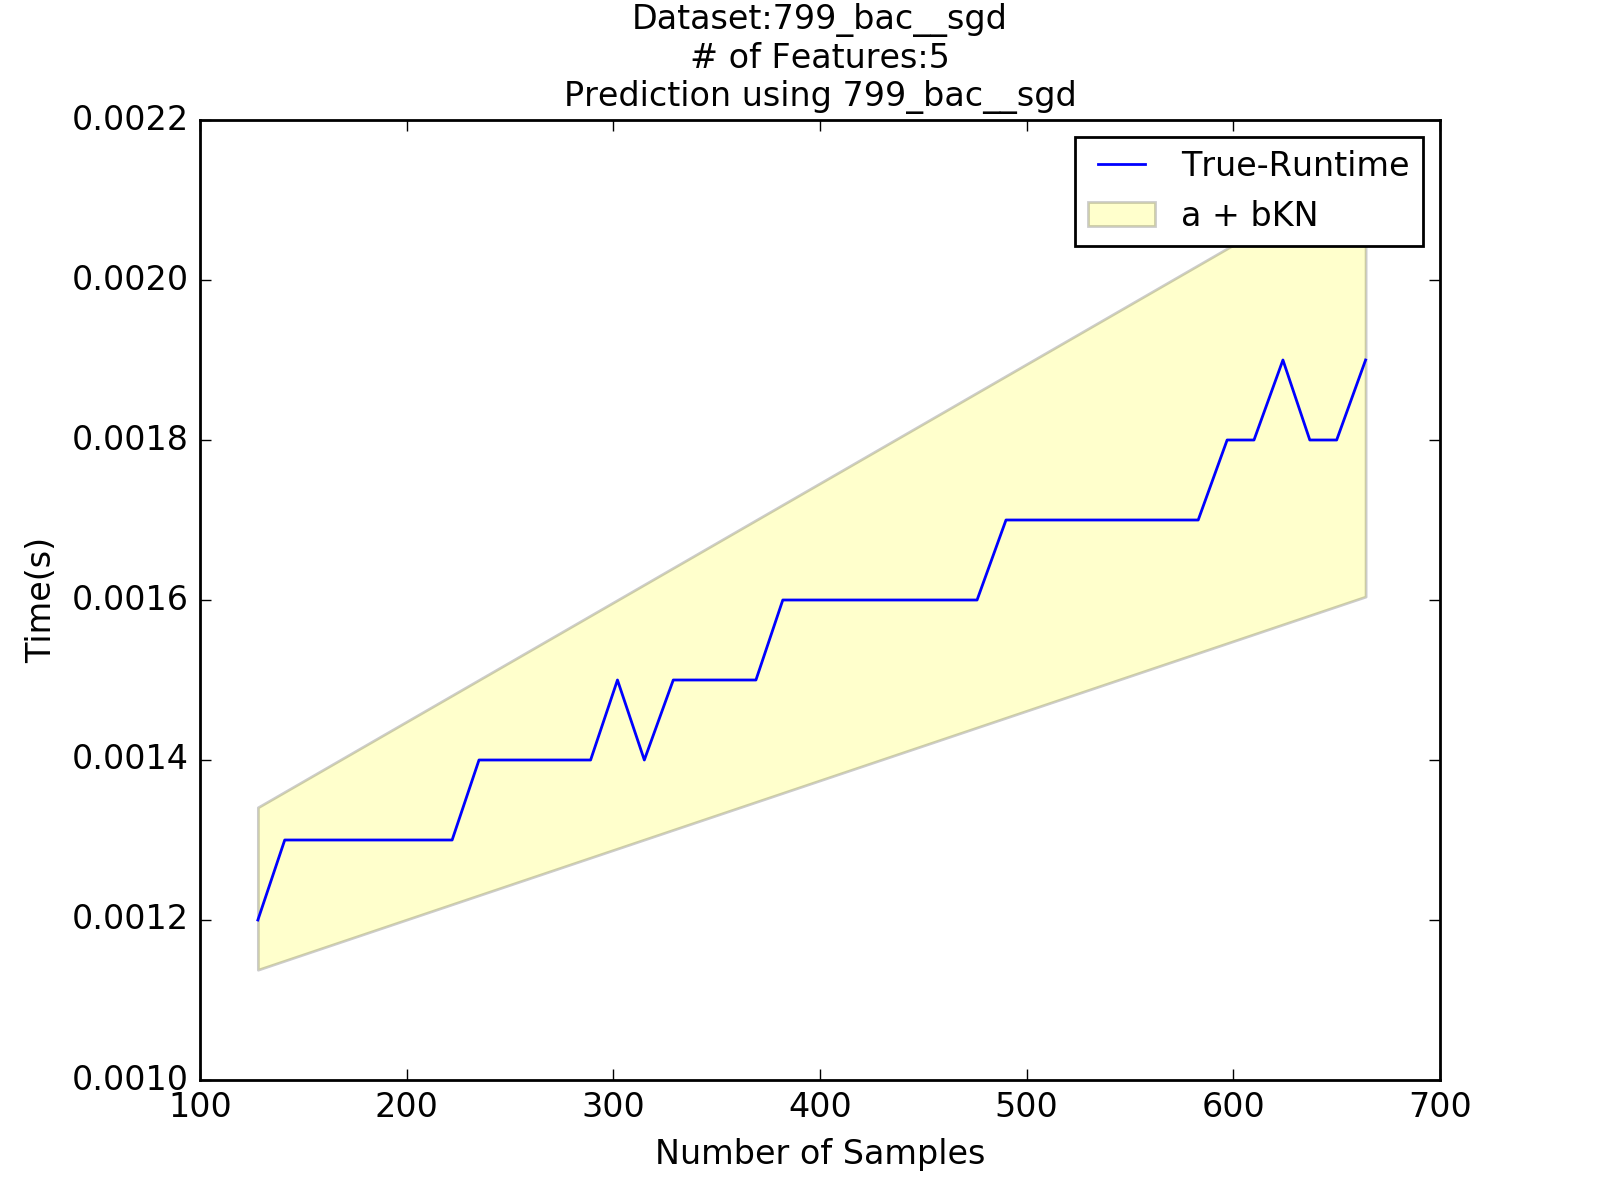 Dataset:799_bac__sgd
# of Features:5
Prediction using 799_bac__sgd
True-Runtime
a + bKN
Time(s)
0.0022
0.0020
0.0018
0.0016
0.0014
0.0012
0.0010
100 200 300 400 500 600 700
Number of Samples